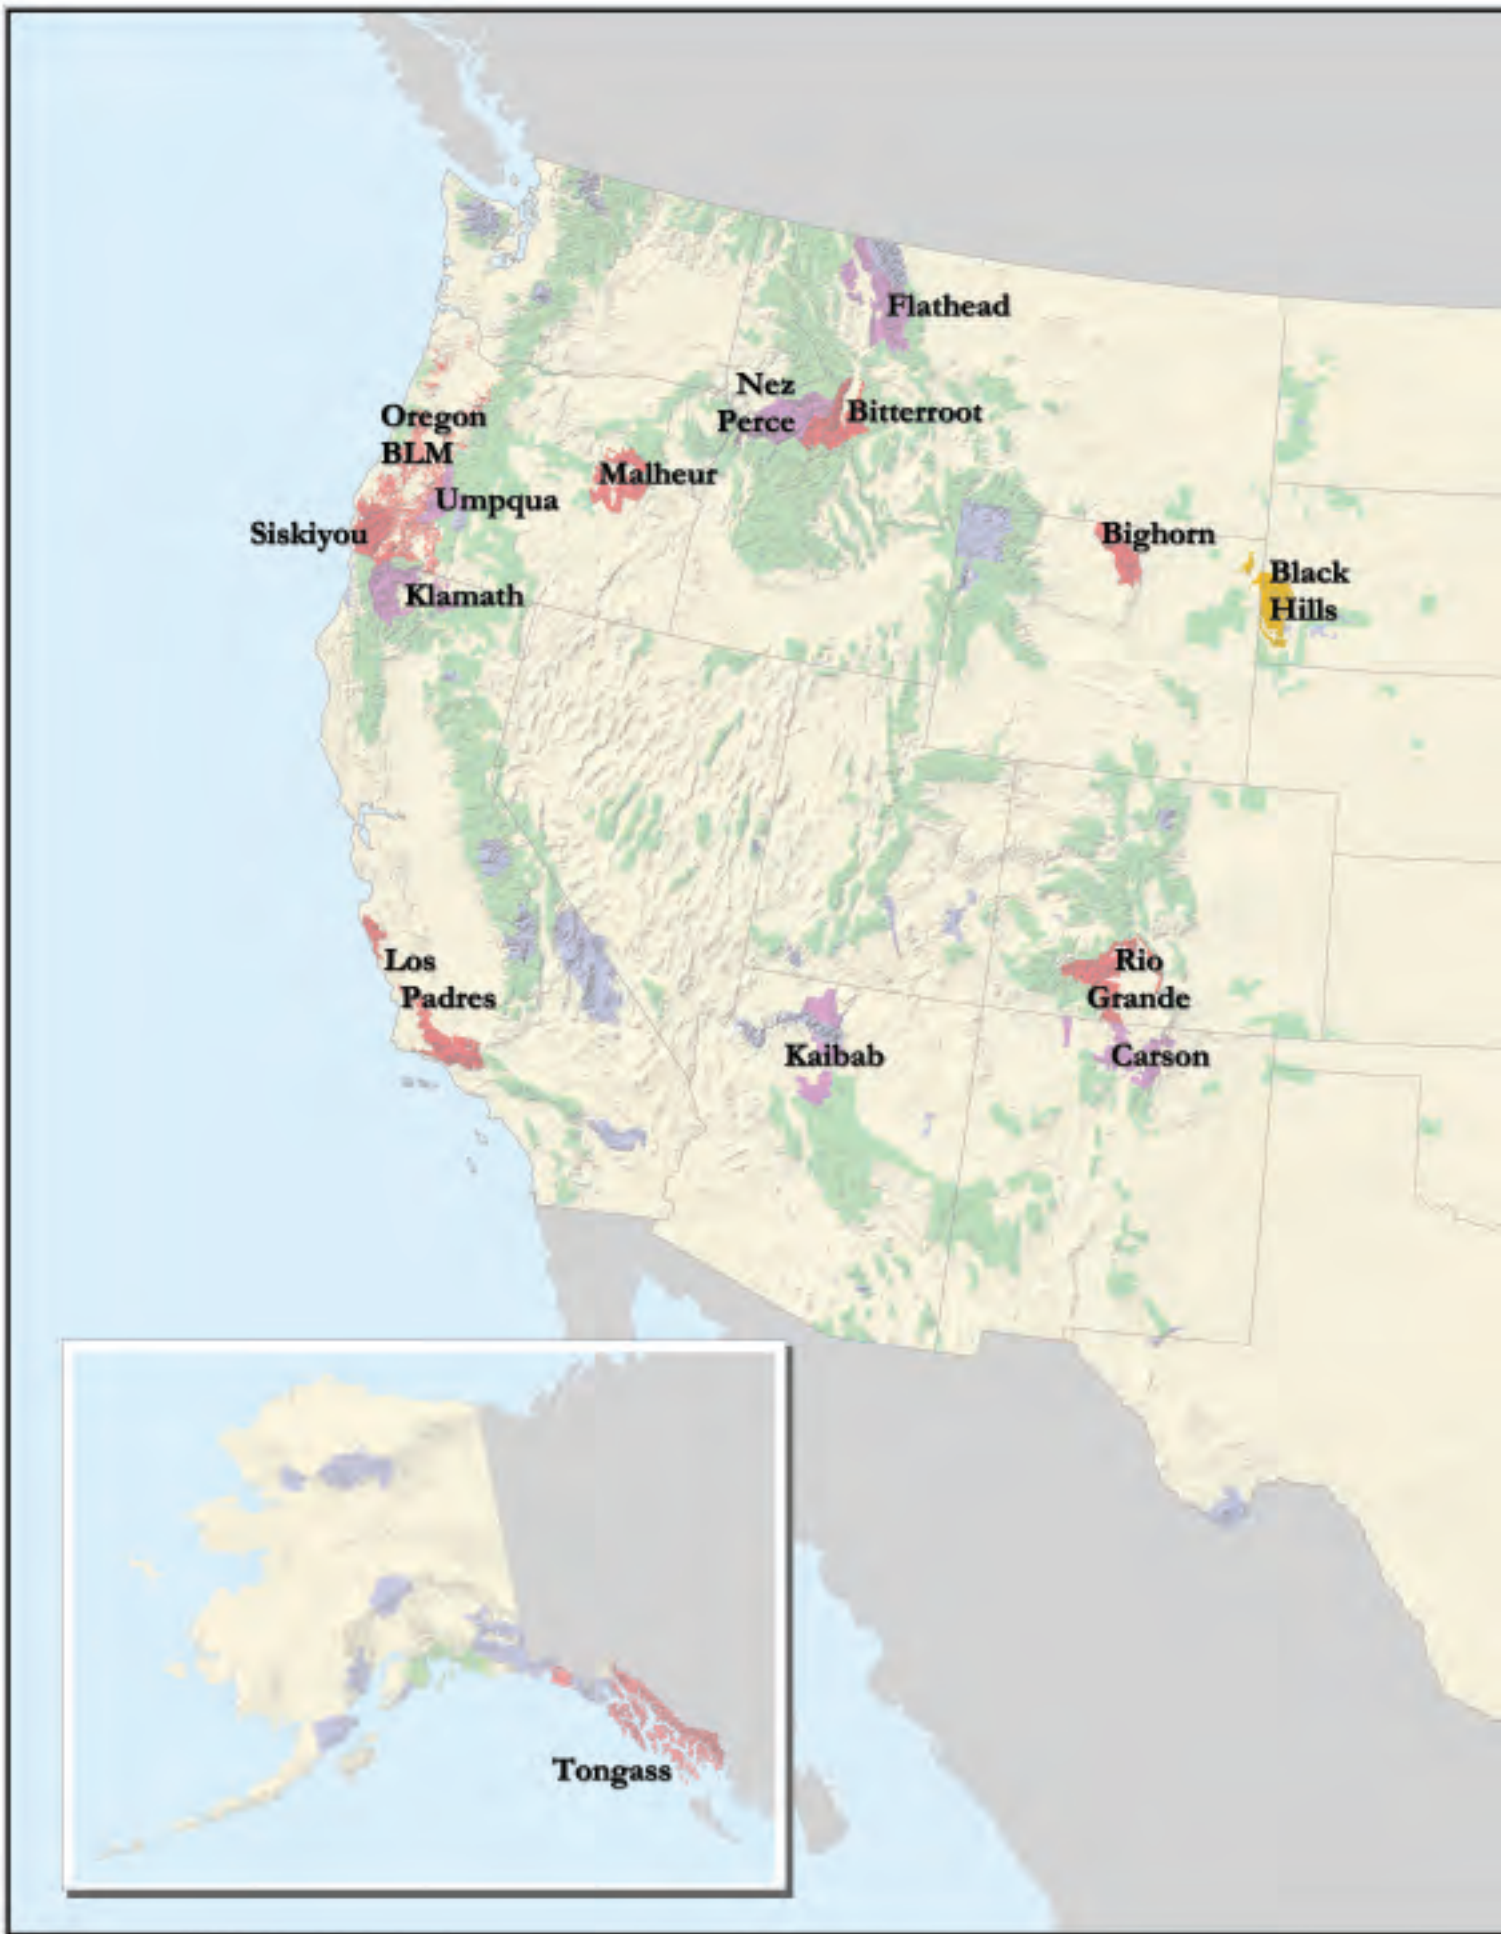 Flathead
Nez
Perce
Bitterroot
Oregon
BLM
Malheur
Umpqua
Siskiyou
Bighorn
Klamath
Black
Hills
Los
Padres
Rio
Grande
Kaibab
Carson
Tongass